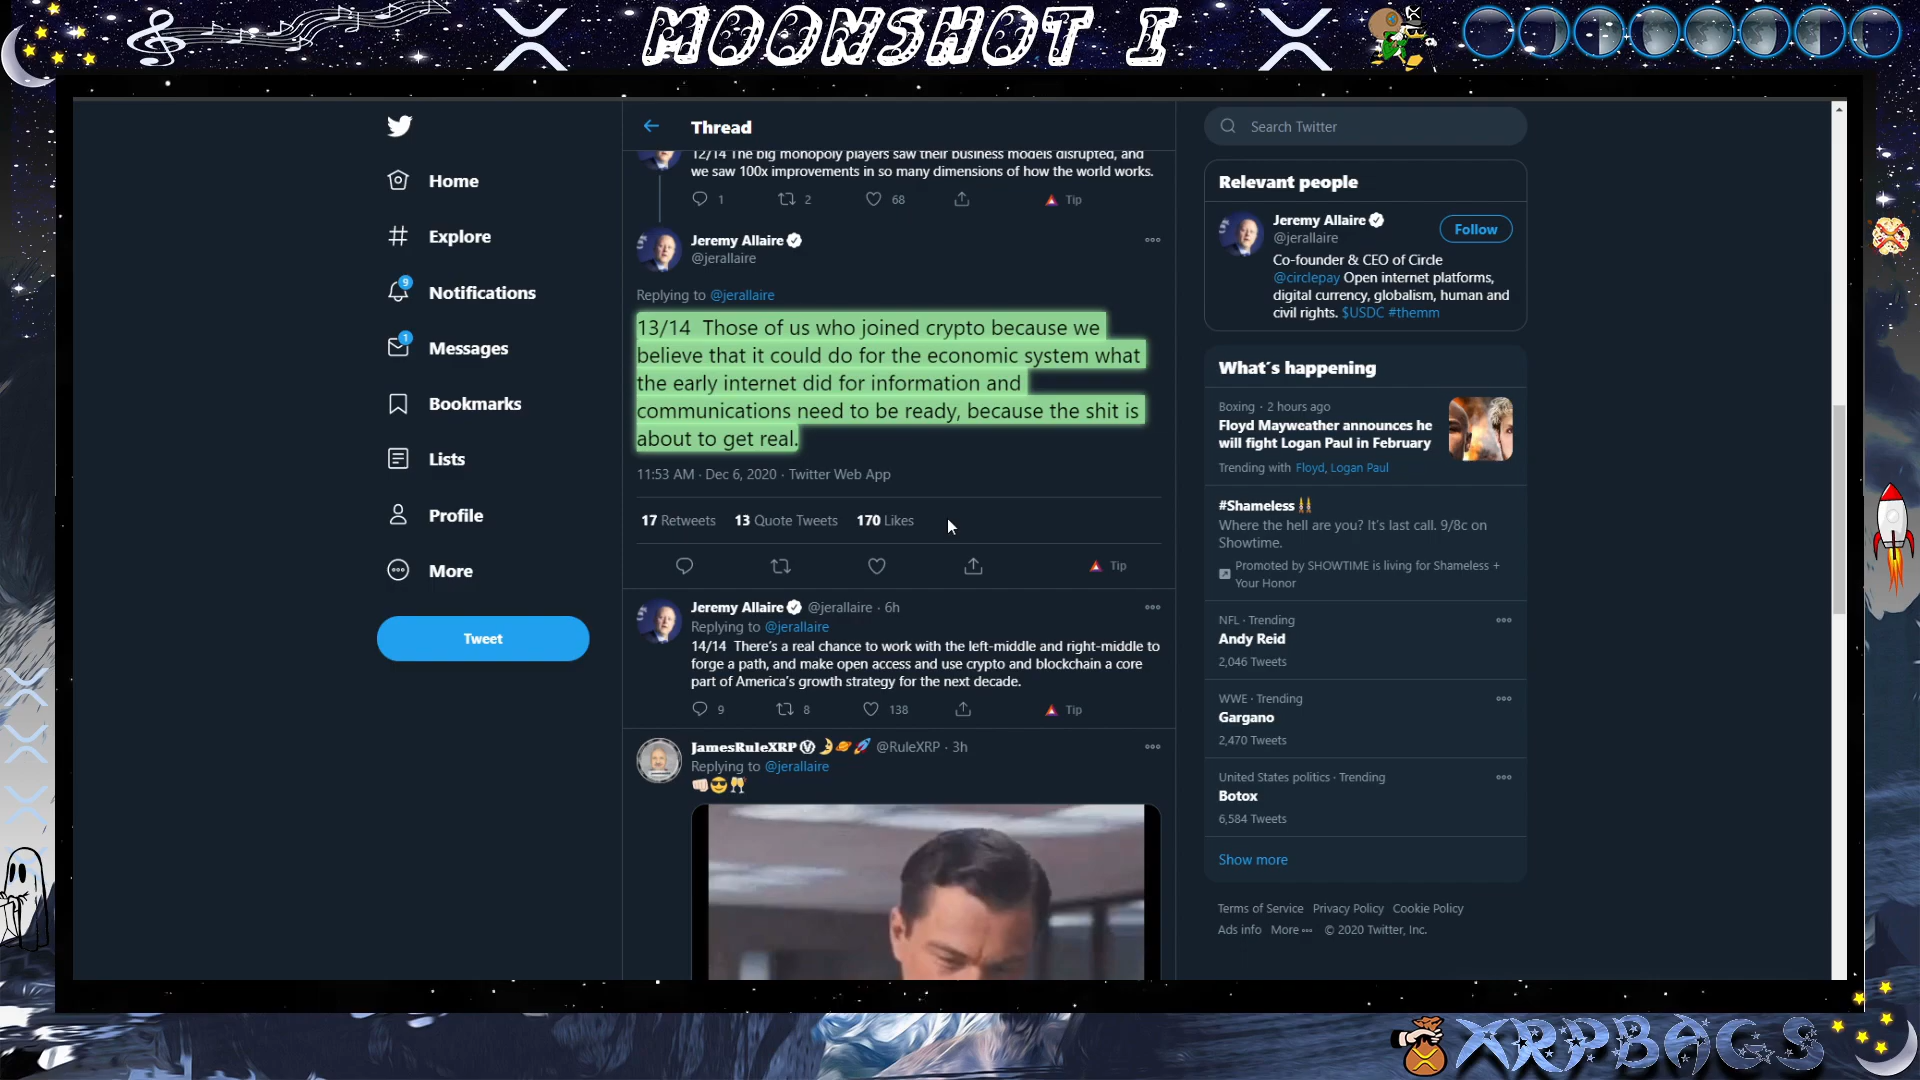 MOONSHOT I
Home
Explore
9
Notifications
1
Messages
Bookmarks
Lists
Profile
More
Tweet
Thread
12/14 The big monopoly players saw their business models disrupted, and
we saw 100x improvements in so many dimensions of how the world works.
1 2 68 Tip
Jeremy Allaire
@jerallaire
Replying to @jerallaire
13/14 Those of us who joined crypto because we
believe that it could do for the economic system what
the early internet did for information and
communications need to be ready, because the shit is
about to get real.
11:53 AM · Dec 6, 2020 · Twitter Web App
17 Retweets 13 Quote Tweets 170 Likes
Tip
Jeremy Allaire @jerallaire · 6h
Replying to @jerallaire
14/14 There's a real chance to work with the left-middle and right-middle to
forge a path, and make open access and use crypto and blockchain a core
part of America's growth strategy for the next decade.
9 8 138 Tip
JamesRuleXRP @RuleXRP · 3h
Replying to @jerallaire
Search Twitter
Relevant people
Jeremy Allaire
@jerallaire
Follow
Co-founder & CEO of Circle
@circlepay Open internet platforms,
digital currency, globalism, human and
civil rights. $USDC #themm
What's happening
Boxing · 2 hours ago
Floyd Mayweather announces he
will fight Logan Paul in February
Trending with Floyd, Logan Paul
#Shameless
Where the hell are you? It's last call. 9/8c on
Showtime.
Promoted by SHOWTIME is living for Shameless +
Your Honor
NFL · Trending
Andy Reid
2,046 Tweets
WWE · Trending
Gargano
2,470 Tweets
United States politics · Trending
Botox
6,584 Tweets
Show more
Terms of Service Privacy Policy Cookie Policy
Ads info More © 2020 Twitter, Inc.
XRPBAGS